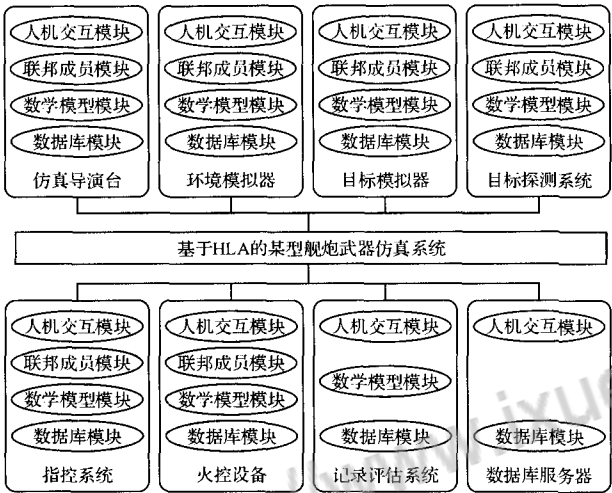 人机交互模块
联邦成员模块
数学模型模块
数据库模块
仿真导演台
人机交互模块
联邦成员模块
数学模型模块
数据库模块
环境模拟器
人机交互模块
联邦成员模块
数学模型模块
数据库模块
目标模拟器
人机交互模块
联邦成员模块
数学模型模块
数据库模块
目标探测系统
基于HLA的某型舰炮武器仿真系统
人机交互模块
联邦成员模块
数学模型模块
数据库模块
指控系统
人机交互模块
联邦成员模块
数学模型模块
数据库模块
火控设备
人机交互模块
数学模型模块
数据库模块
记录评估系统
人机交互模块
数据库模块
数据库服务器